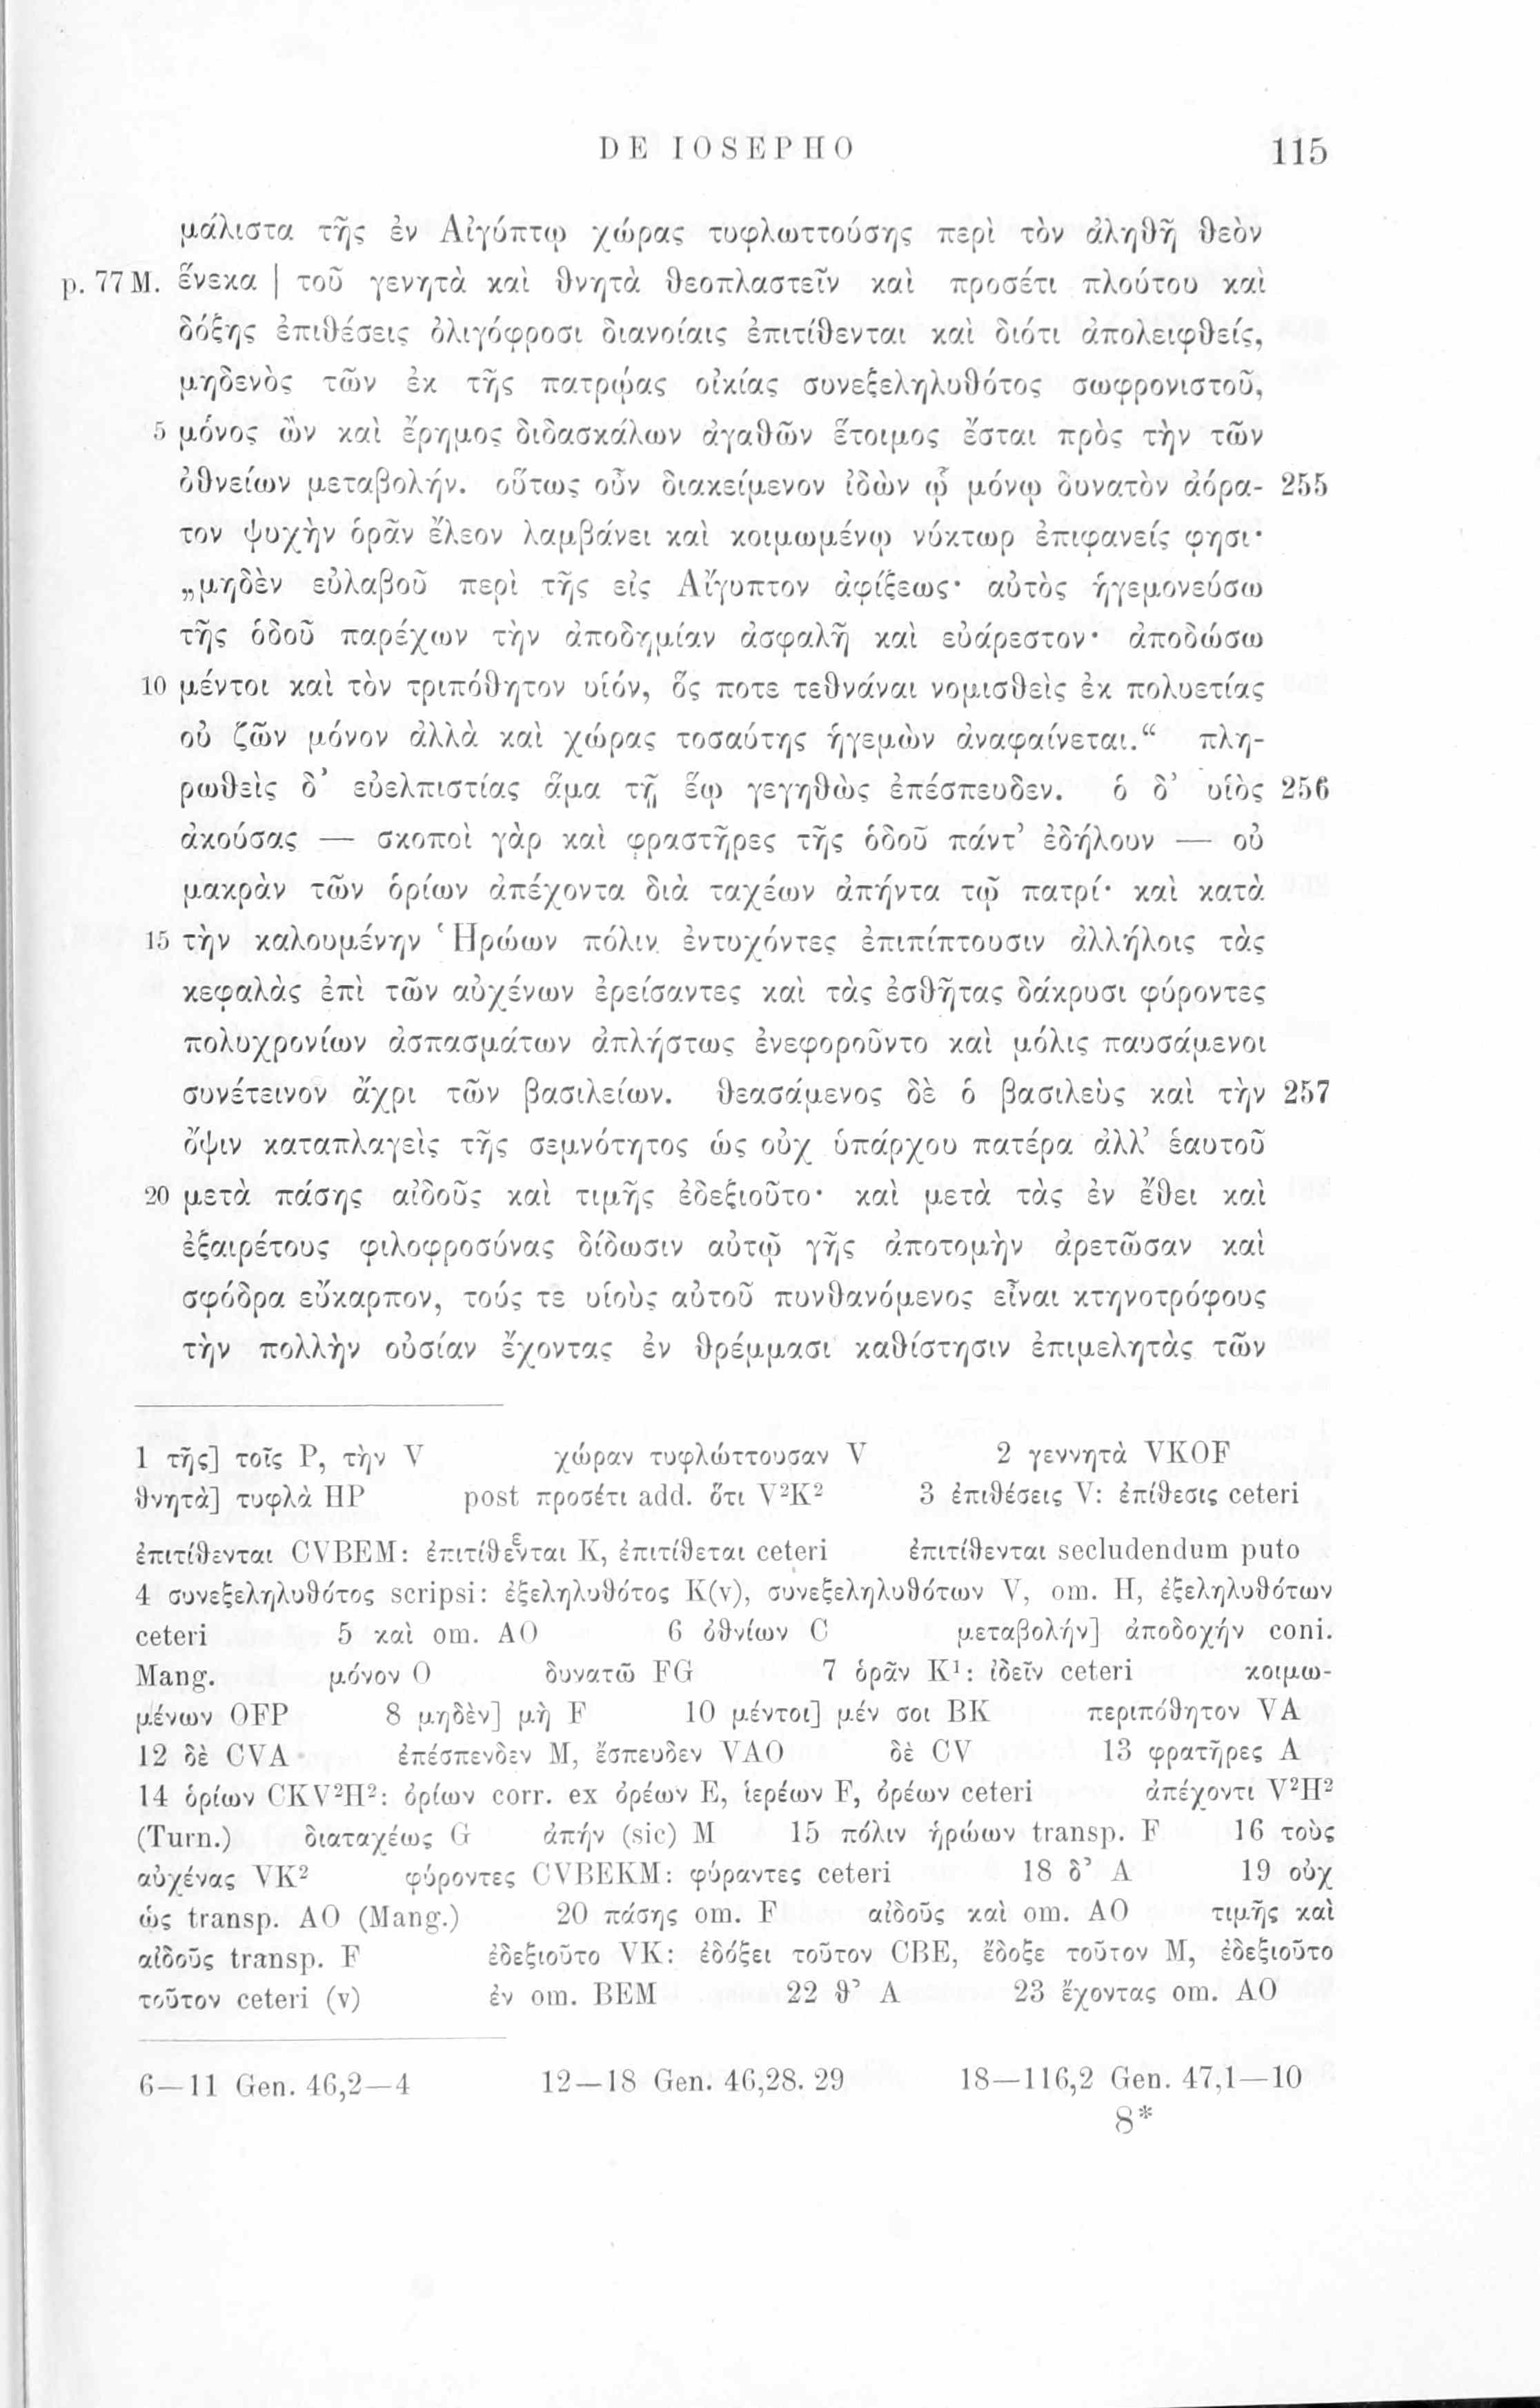 DE IOSEPHO 115
μάλιστα τῆς ἐν Αἰγύπτῳ χώρας τυφλωττούσης περὶ τὸν ἀληθῆ θεὸν
p. 77 M. ἕνεκα | τοῦ γενητὰ καὶ θνητὰ θεοπλαστεῖν καὶ προσέτι πλούτου καὶ
δόξης ἐπιθέσεις ὀλιγόφροσι διανοίαις ἐπιτίθενται καὶ διότι ἀπολειφθείς,
μηδενὸς τῶν ἐκ τῆς πατρῴας οἰκίας συνεξεληλυθότος σωφρονιστοῦ,
5 μόνος ὢν καὶ ἔρημος διδασκάλων ἀγαθῶν ἕτοιμος ἔσται πρὸς τὴν τῶν
ὀθνείων μεταβολήν. οὕτως οὖν διακείμενον ἰδὼν ᾧ μόνῳ δυνατὸν ἀόρα- 255
τον ψυχὴν ὁρᾶν ἔλεον λαμβάνει καὶ κοιμωμένῳ νύκτωρ ἐπιφανείς φησι·
„μηδὲν εὐλαβοῦ περὶ τῆς εἰς Αἴγυπτον ἀφίξεως· αὐτὸς ἡγεμονεύσω
τῆς ὁδοῦ παρέχων τὴν ἀποδημίαν ἀσφαλῆ καὶ εὐάρεστον· ἀποδώσω
10 μέντοι καὶ τὸν τριπόθητον υἱόν, ὅς ποτε τεθνάναι νομισθεὶς ἐκ πολυετίας
οὐ ζῶν μόνον ἀλλὰ καὶ χώρας τοσαύτης ἡγεμὼν ἀναφαίνεται.“ πλη-
ρωθεὶς δ’ εὐελπιστίας ἅμα τῇ ἕῳ γεγηθὼς ἐπέσπευδεν. ὁ δ’ υἱὸς 256
ἀκούσας — σκοποὶ γὰρ καὶ φραστῆρες τῆς ὁδοῦ πάντ’ ἐδήλουν — οὐ
μακρὰν τῶν ὁρίων ἀπέχοντα διὰ ταχέων ἀπήντα τῷ πατρί· καὶ κατὰ
15 τὴν καλουμένην Ἡρώων πόλιν ἐντυχόντες ἐπιπίπτουσιν ἀλλήλοις τὰς
κεφαλὰς ἐπὶ τῶν αὐχένων ἐρείσαντες καὶ τὰς ἐσθῆτας δάκρυσι φύροντες
πολυχρονίων ἀσπασμάτων ἀπλήστως ἐνεφοροῦντο καὶ μόλις παυσάμενοι
συνέτεινον ἄχρι τῶν βασιλείων. θεασάμενος δὲ ὁ βασιλεὺς καὶ τὴν 257
ὄψιν καταπλαγεὶς τῆς σεμνότητος ὡς οὐχ ὑπάρχου πατέρα ἀλλ’ ἑαυτοῦ
20 μετὰ πάσης αἰδοῦς καὶ τιμῆς ἐδεξιοῦτο· καὶ μετὰ τὰς ἐν ἔθει καὶ
ἐξαιρέτους φιλοφροσύνας δίδωσιν αὐτῷ γῆς ἀποτομὴν ἀρετῶσαν καὶ
σφόδρα εὔκαρπον, τούς τε υἱοὺς αὐτοῦ πυνθανόμενος εἶναι κτηνοτρόφους
τὴν πολλὴν οὐσίαν ἔχοντας ἐν θρέμμασι καθίστησιν ἐπιμελητὰς τῶν
1 τῆς] τοῖς P, τὴν V χώραν τυφλώττουσαν V 2 γεννητὰ VKOF
θνητὰ] τυφλὰ HP post προσέτι add. ὅτι V²K² 3 ἐπιθέσεις V: ἐπίθεσις ceteri
ἐπιτίθενται CVBEM: ἐπιτίθενται K, ἐπιτίθεται ceteri ἐπιτίθενται secludendum puto
4 συνεξεληλυθότος scripsi: ἐξεληλυθότος K(v), συνεξεληλυθότων V, om. H, ἐξεληλυθότων
ceteri 5 καὶ om. AO 6 ὀθνίων C μεταβολήν] ἀποδοχήν coni.
Mang. μόνον O δυνατῶ FG 7 ὁρᾶν K¹: ἰδεῖν ceteri κοιμω-
μένων OFP 8 μηδὲν] μὴ F 10 μέντοι] μέν σοι BK περιπόθητον VA
12 δὲ CVA ἐπέσπενδεν M, ἔσπευδεν VAO δὲ CV 13 φρατῆρες A
14 ὁρίων CKV²H²: ὁρίων corr. ex ὀρέων E, ἱερέων F, ὀρέων ceteri ἀπέχοντι V²H²
(Turn.) διαταχέως G ἀπήν (sic) M 15 πόλιν ἡρώων transp. F 16 τοὺς
αὐχένας VK² φύροντες CVBEKM: φύραντες ceteri 18 δ’ A 19 οὐχ
ὡς transp. AO (Mang.) 20 πάσης om. F αἰδοῦς καὶ om. AO τιμῆς καὶ
αἰδοῦς transp. F ἐδεξιοῦτο VK: ἐδόξει τοῦτον CBE, ἔδοξε τοῦτον M, ἐδεξιοῦτο
τοῦτον ceteri (v) ἐν om. BEM 22 θ’ A 23 ἔχοντας om. AO
6—11 Gen. 46,2—4 12—18 Gen. 46,28. 29 18—116,2 Gen. 47,1—10
8*